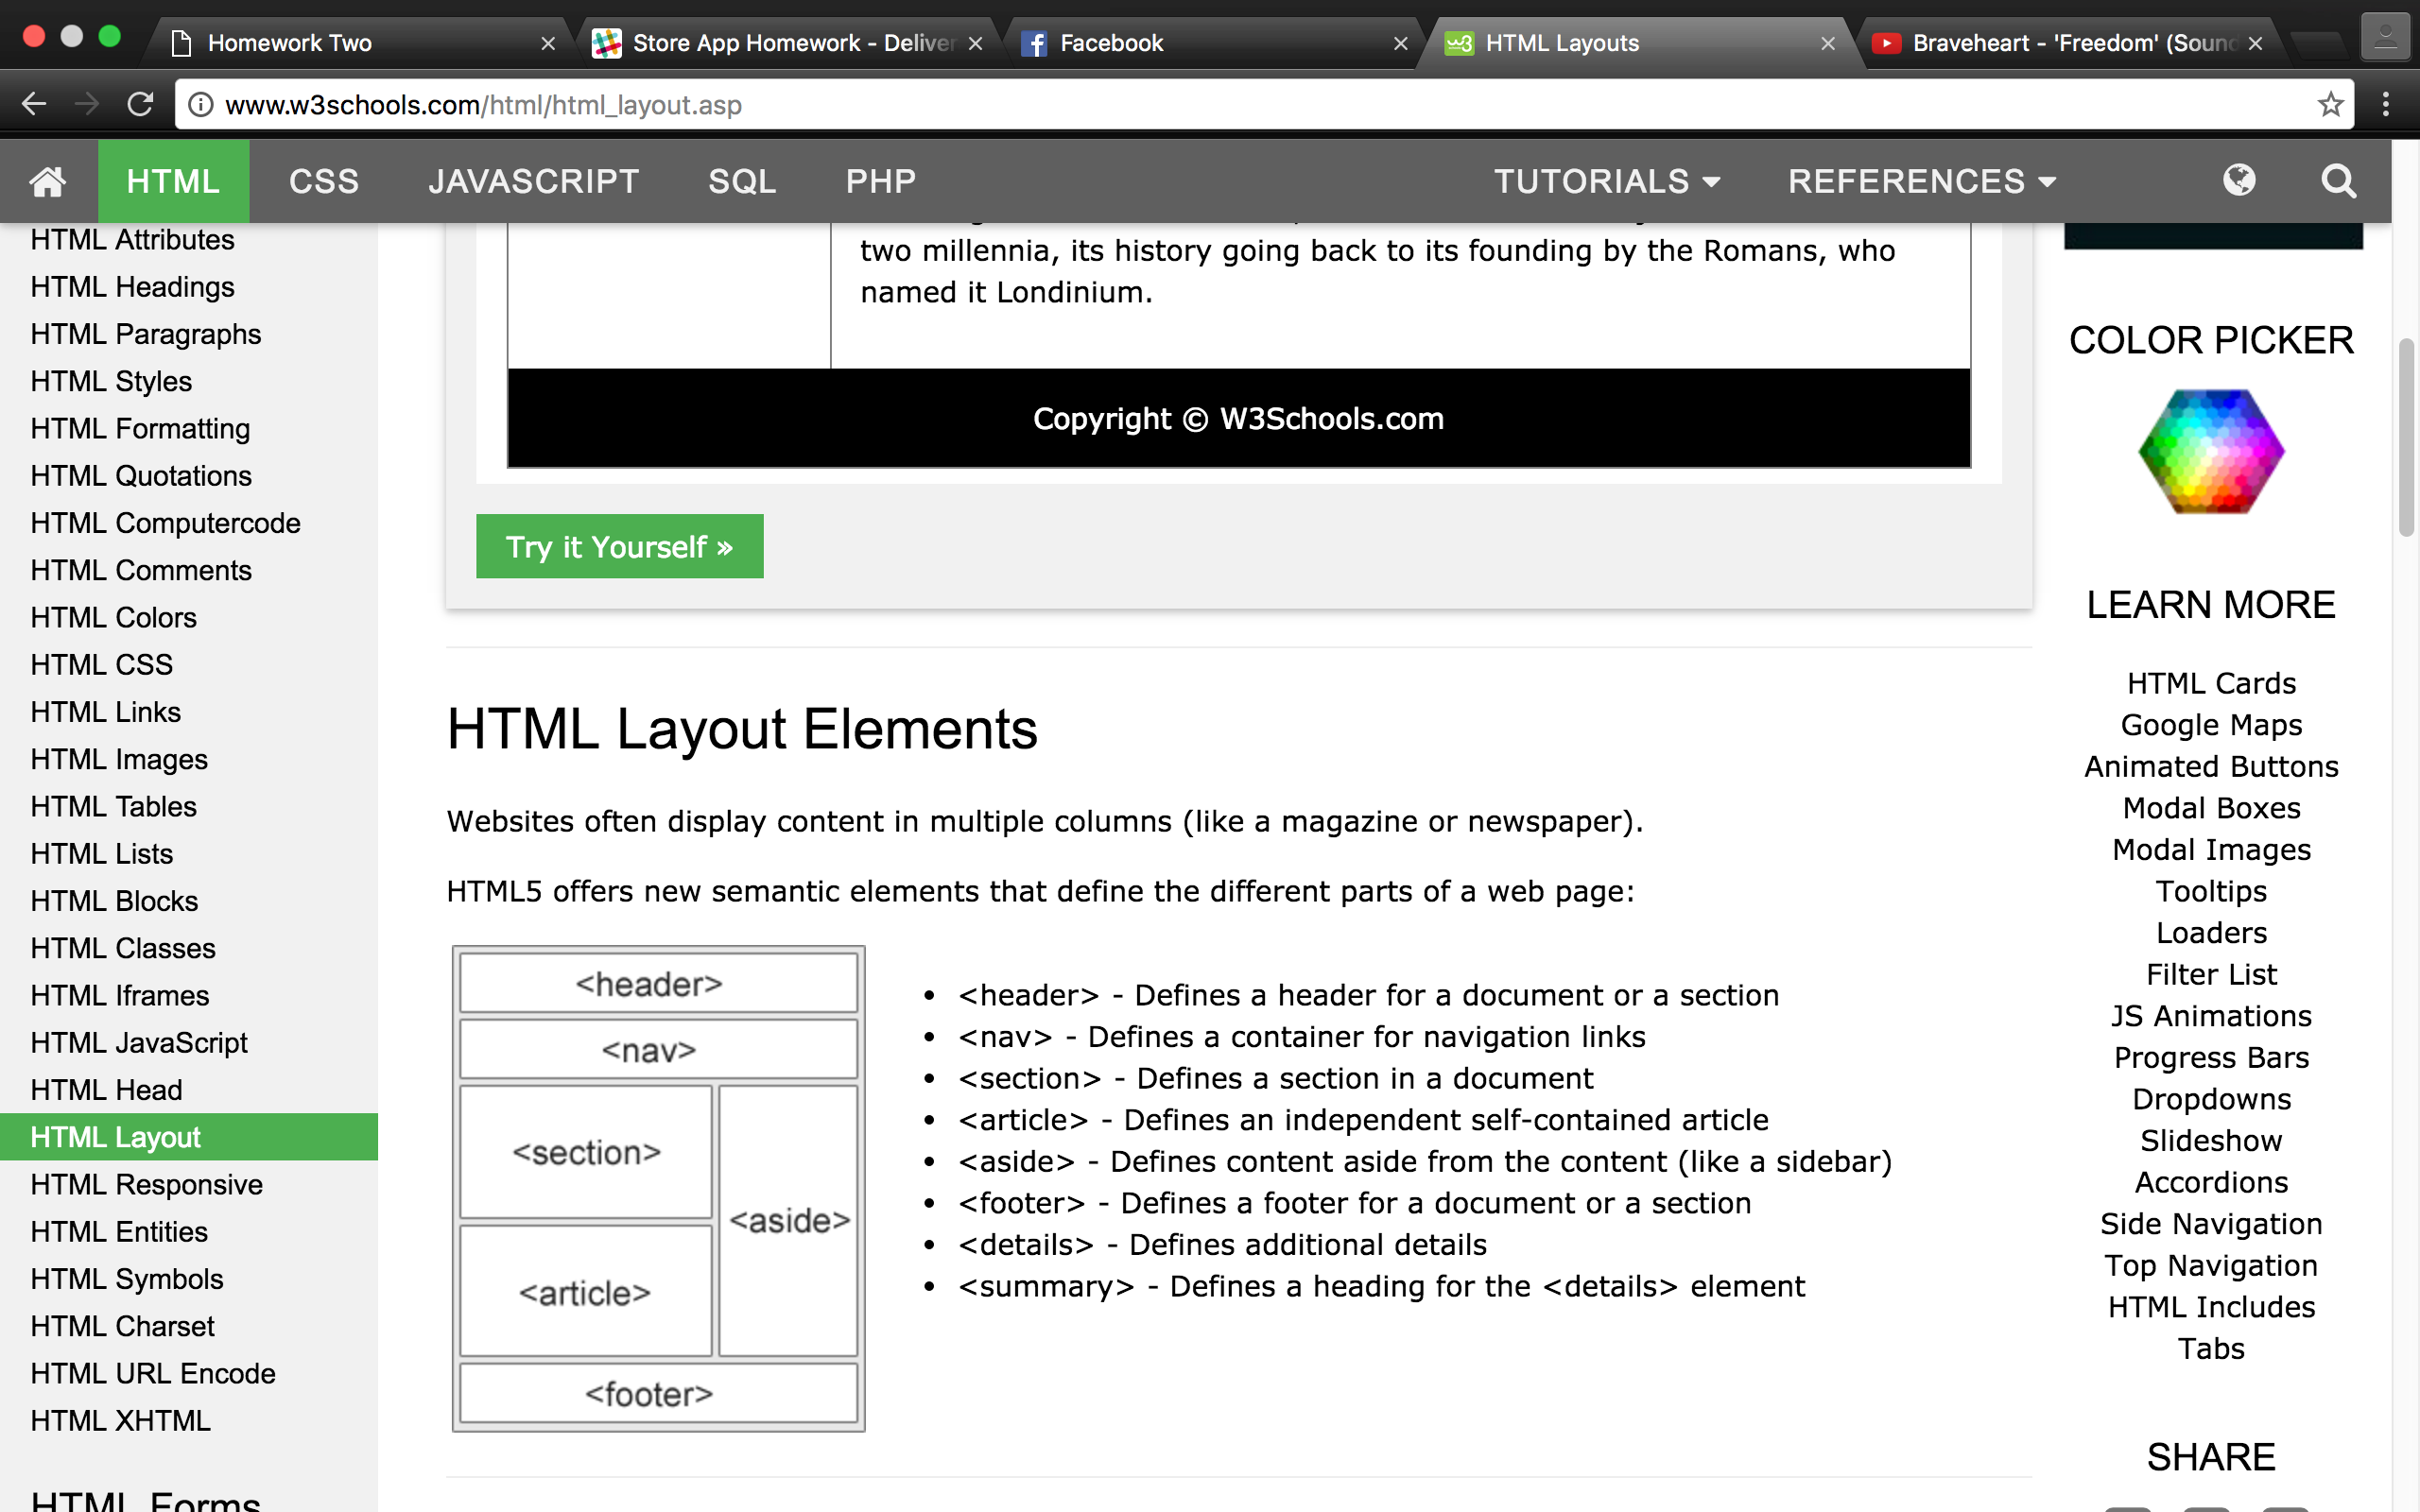 Homework Two
Store App Homework - Deliver
Facebook
HTML Layouts
Braveheart - 'Freedom' (Soun
www.w3schools.com/html/html_layout.asp
HTML
CSS
JAVASCRIPT
SQL
PHP
TUTORIALS
REFERENCES
HTML Attributes
HTML Headings
HTML Paragraphs
HTML Styles
HTML Formatting
HTML Quotations
HTML Computercode
HTML Comments
HTML Colors
HTML CSS
HTML Links
HTML Images
HTML Tables
HTML Lists
HTML Blocks
HTML Classes
HTML Iframes
HTML JavaScript
HTML Head
HTML Layout
HTML Responsive
HTML Entities
HTML Symbols
HTML Charset
HTML URL Encode
HTML XHTML
HTML Forms
two millennia, its history going back to its founding by the Romans, who
named it Londinium.
Copyright © W3Schools.com
Try it Yourself »
HTML Layout Elements
Websites often display content in multiple columns (like a magazine or newspaper).
HTML5 offers new semantic elements that define the different parts of a web page:
<header>
<nav>
<section>
<aside>
<article>
<footer>
• <header> - Defines a header for a document or a section
• <nav> - Defines a container for navigation links
• <section> - Defines a section in a document
• <article> - Defines an independent self-contained article
• <aside> - Defines content aside from the content (like a sidebar)
• <footer> - Defines a footer for a document or a section
• <details> - Defines additional details
• <summary> - Defines a heading for the <details> element
COLOR PICKER
LEARN MORE
HTML Cards
Google Maps
Animated Buttons
Modal Boxes
Modal Images
Tooltips
Loaders
Filter List
JS Animations
Progress Bars
Dropdowns
Slideshow
Accordions
Side Navigation
Top Navigation
HTML Includes
Tabs
SHARE